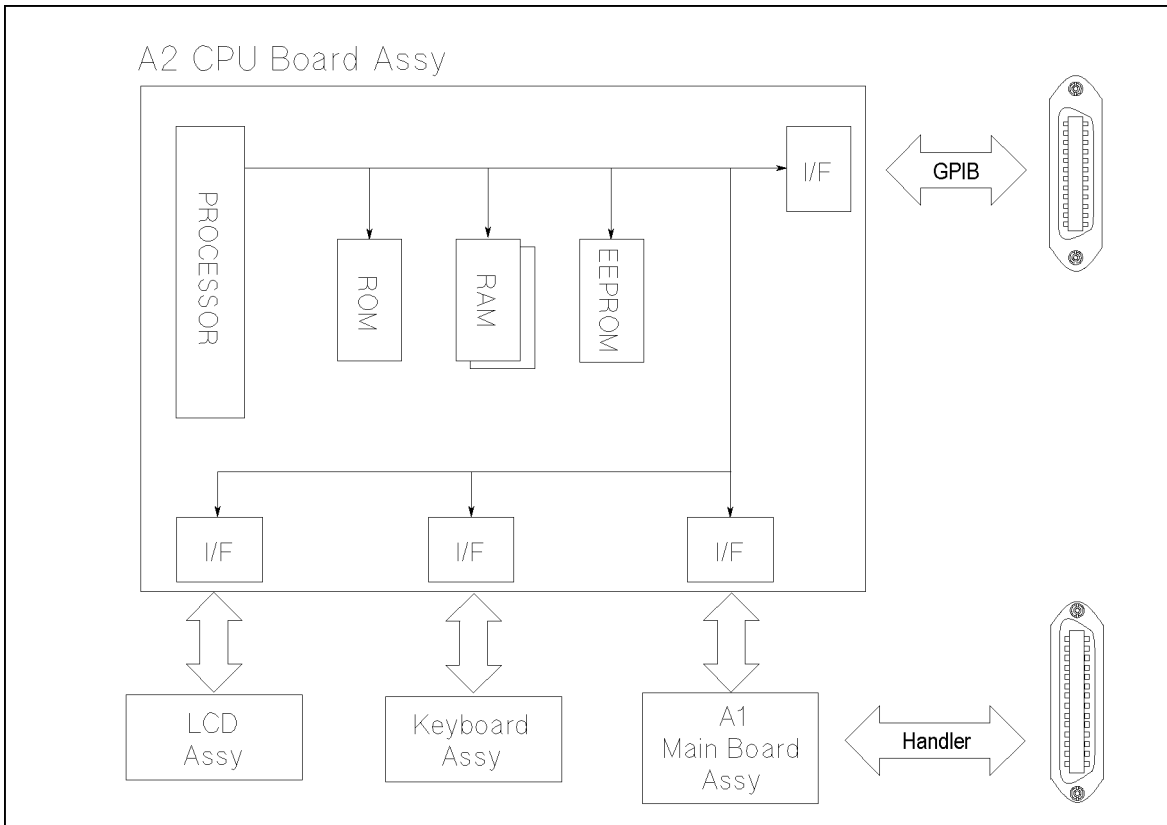 A2 CPU Board Assy
PROCESSOR
ROM
RAM
EEPROM
I/F
GPIB
I/F
I/F
I/F
LCD
Assy
Keyboard
Assy
A1
Main Board
Assy
Handler